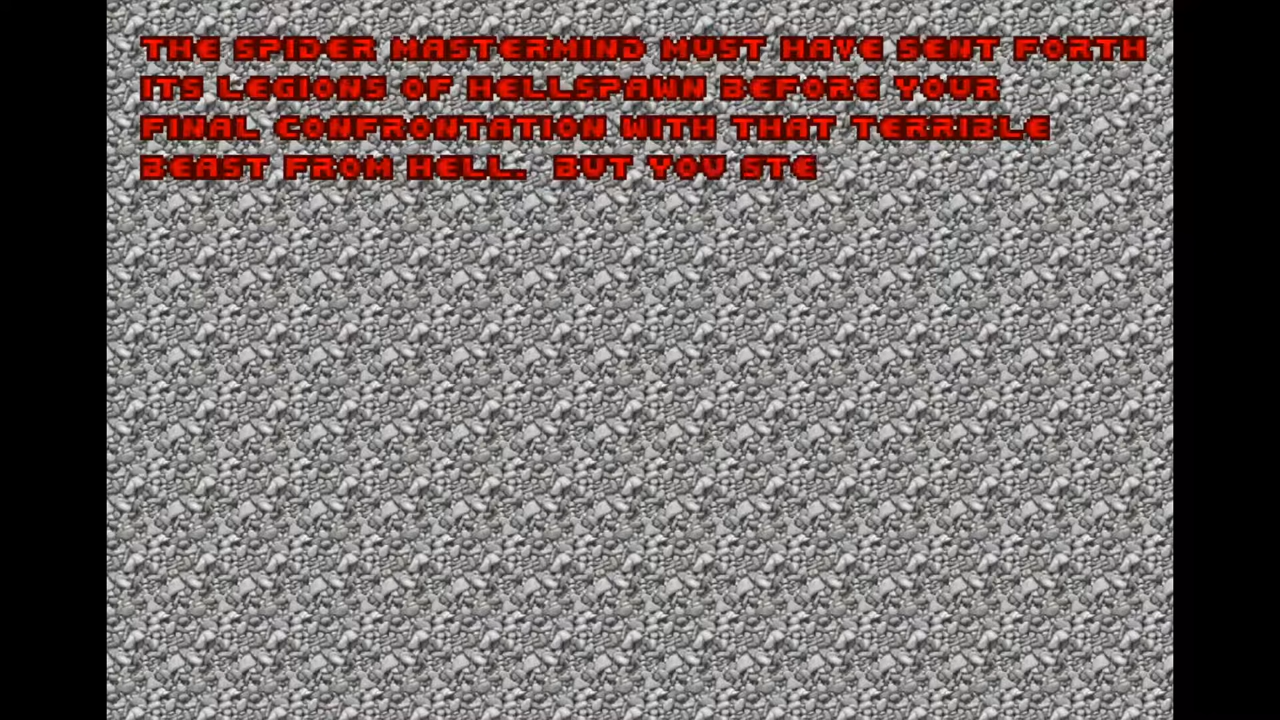 THE SPIDER MASTERMIND MUST HAVE SENT FORTH
ITS LEGIONS OF HELLSPAWN BEFORE YOUR
FINAL CONFRONTATION WITH THAT TERRIBLE
BEAST FROM HELL.  BUT YOU STE